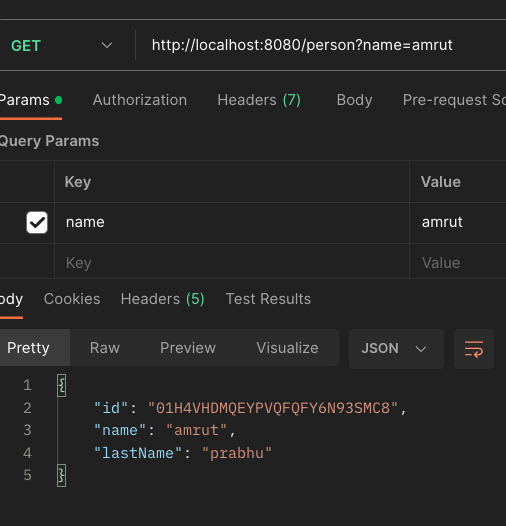 GET http://localhost:8080/person?name=amrut
Params Authorization Headers (7) Body Pre-request Sc
Query Params
Key Value
name amrut
Key Value
ody Cookies Headers (5) Test Results
Pretty Raw Preview Visualize JSON
1 {
2 "id": "01H4VHDMQEYPVQFQFY6N93SMC8",
3 "name": "amrut",
4 "lastName": "prabhu"
5 }